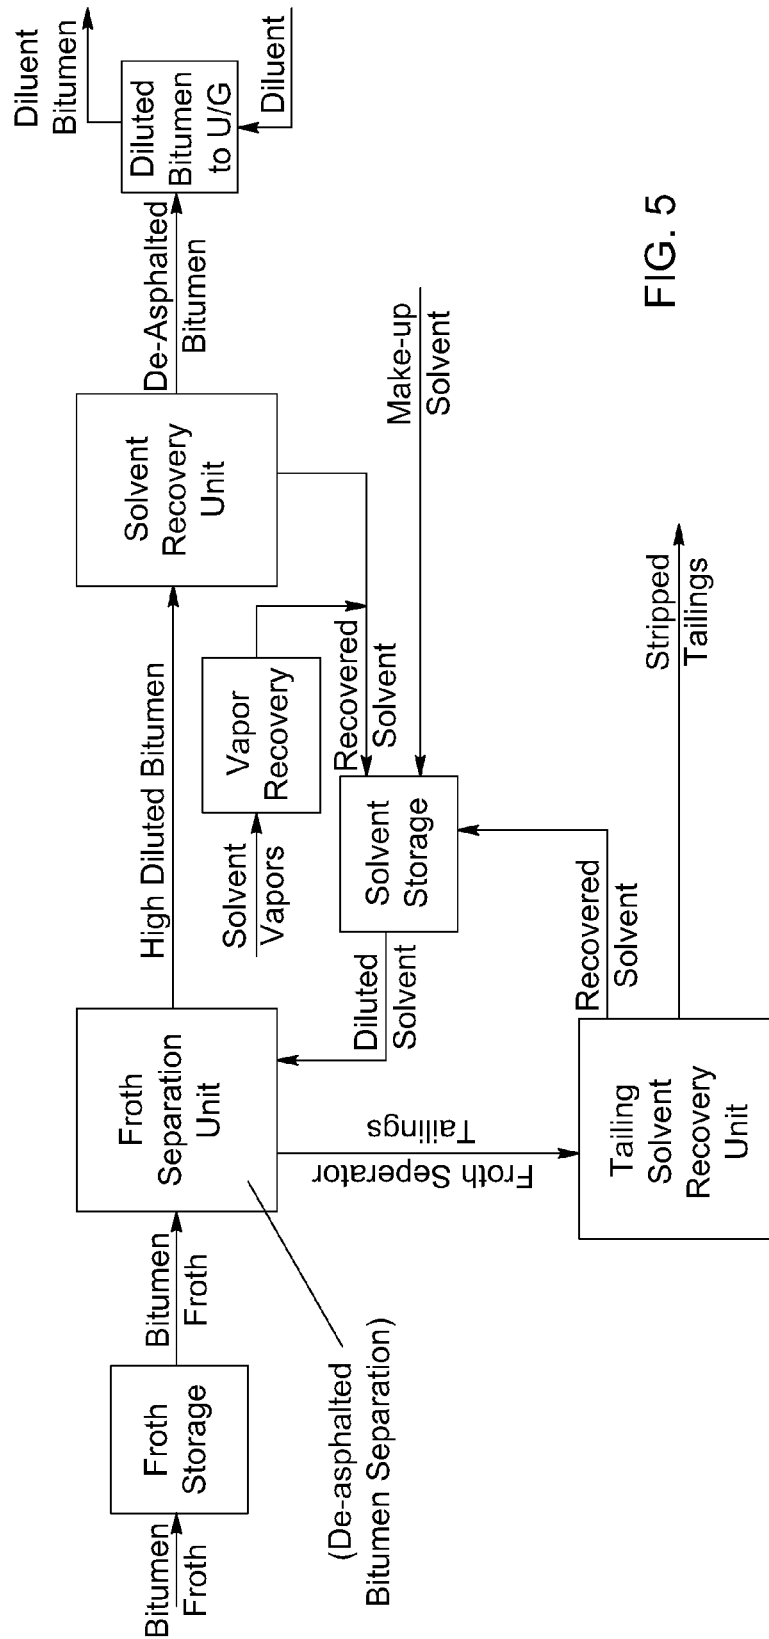 Bitumen
Froth
Froth
Storage
Bitumen
Froth
Froth
Separation
Unit
(De-asphalted
Bitumen Separation)
High Diluted Bitumen
Solvent
Recovery
Unit
De-Asphalted
Bitumen
Diluted
Bitumen
to U/G
Diluent
Bitumen
Diluent
Solvent
Vapors
Vapor
Recovery
Recovered
Solvent
Make-up
Solvent
Solvent
Storage
Diluted
Solvent
Froth Seperator
Tailings
Tailing
Solvent
Recovery
Unit
Recovered
Solvent
Stripped
Tailings
FIG. 5